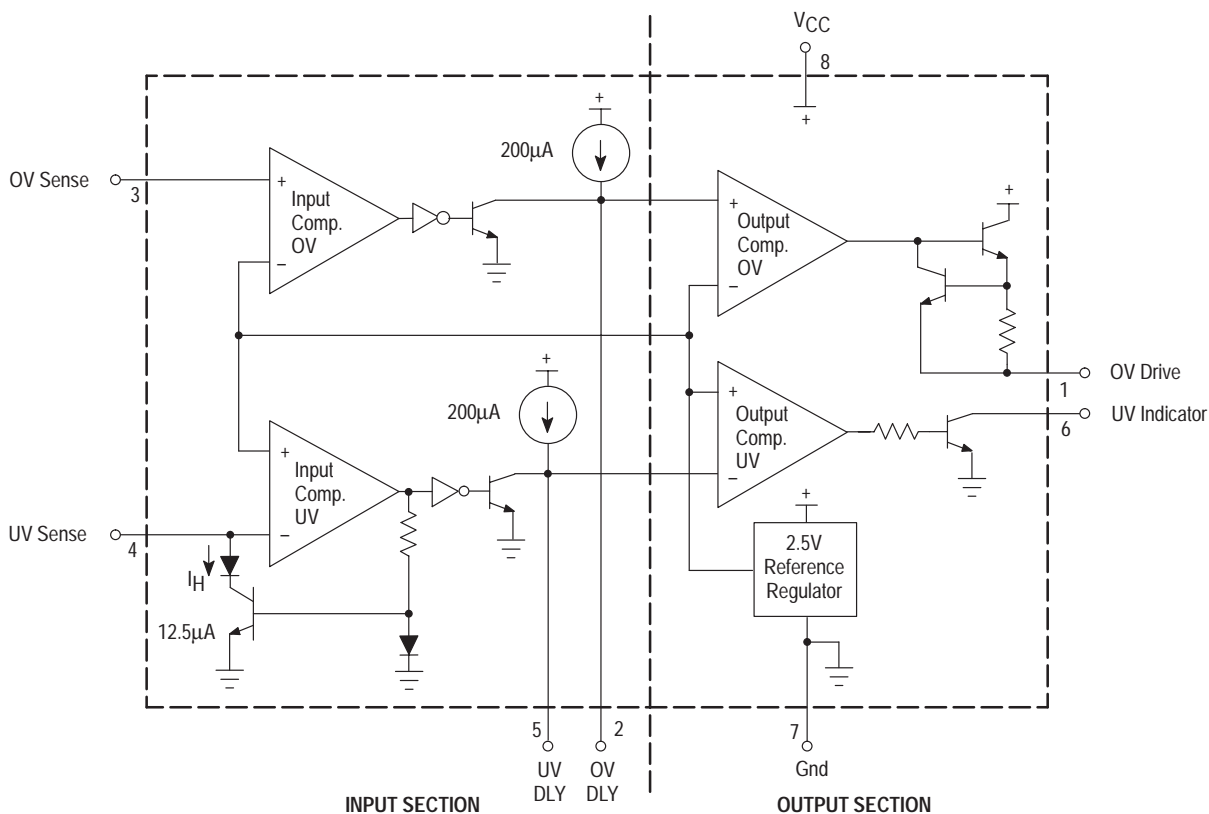 VCC
8
+
+
200µA
OV Sense
3
+
Input
Comp.
OV
–
+
Output
Comp.
OV
–
+
+
200µA
1
OV Drive
6
UV Indicator
+
Input
Comp.
UV
–
+
Output
Comp.
UV
–
UV Sense
4
IH
12.5µA
+
2.5V
Reference
Regulator
5
2
7
UV
DLY
OV
DLY
Gnd
INPUT SECTION
OUTPUT SECTION